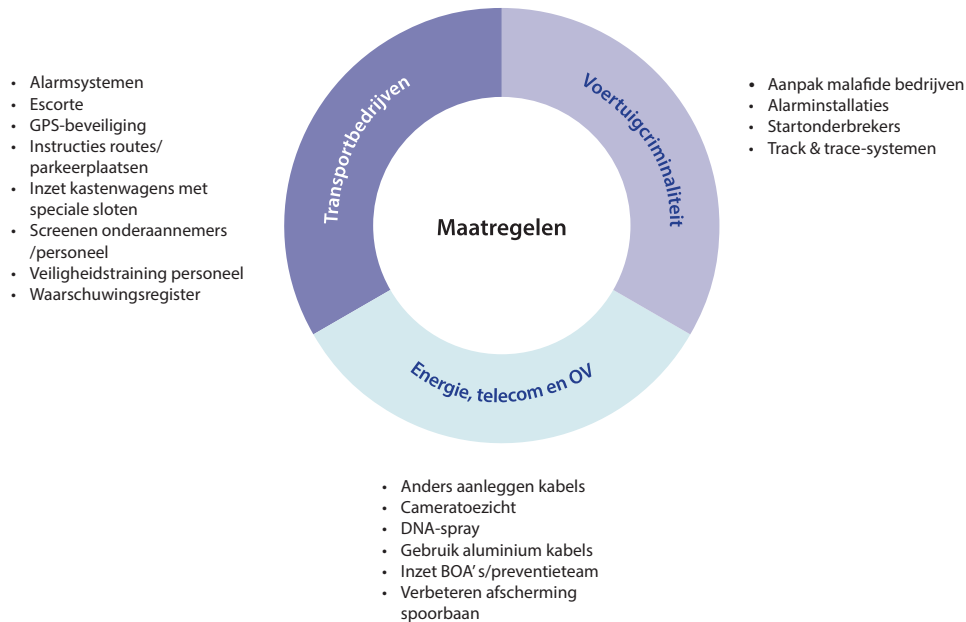 Transportbedrijven
• Alarmsystemen
• Escorte
• GPS-beveiliging
• Instructies routes/
parkeerplaatsen
• Inzet kastenwagens met
speciale sloten
• Screenen onderaannemers
/personeel
• Veiligheidstraining personeel
• Waarschuwingsregister
Maatregelen
Voertuigcriminaliteit
• Aanpak malafide bedrijven
• Alarminstallaties
• Startonderbrekers
• Track & trace-systemen
Energie, telecom en OV
• Anders aanleggen kabels
• Cameratoezicht
• DNA-spray
• Gebruik aluminium kabels
• Inzet BOA’ s/preventieteam
• Verbeteren afscherming
spoorbaan